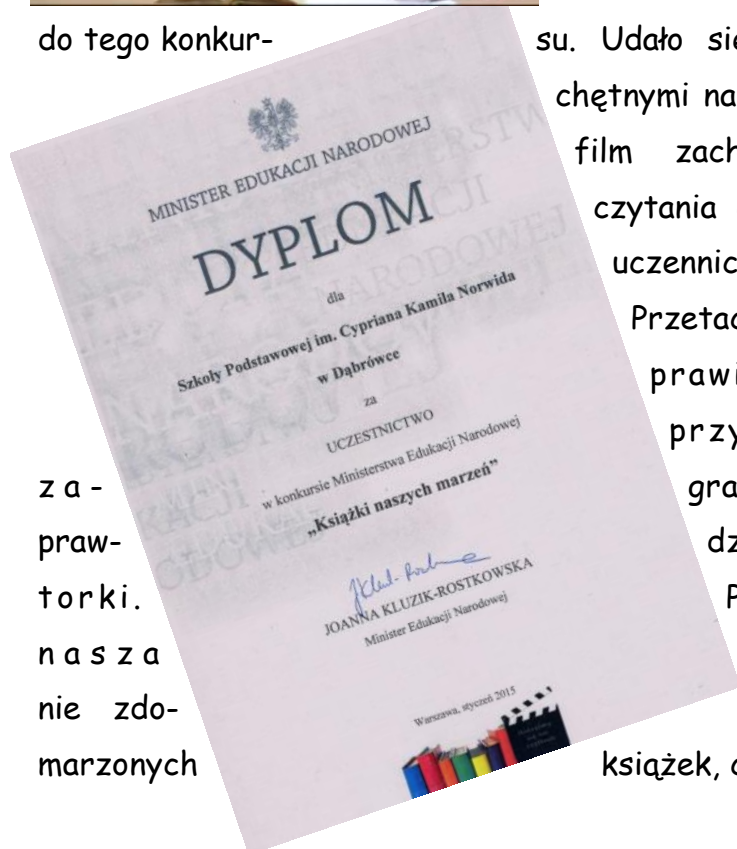 do tego konkur- su. Udało się
chętnymi na
film zach
czytania
uczennic
Przetac
prawi
przy
za- gra
praw- dz
torki. P
nasza
nie zdo-
marzonych książek, 
MINISTER EDUKACJI NARODOWEJ
DYPLOM
dla
Szkoły Podstawowej im. Cypriana Kamila Norwida
w Dąbrówce
za
UCZESTNICTWO
w konkursie Ministerstwa Edukacji Narodowej
„Książki naszych marzeń”
JOANNA KLUZIK-ROSTKOWSKA
Minister Edukacji Narodowej
Warszawa, styczeń 2015